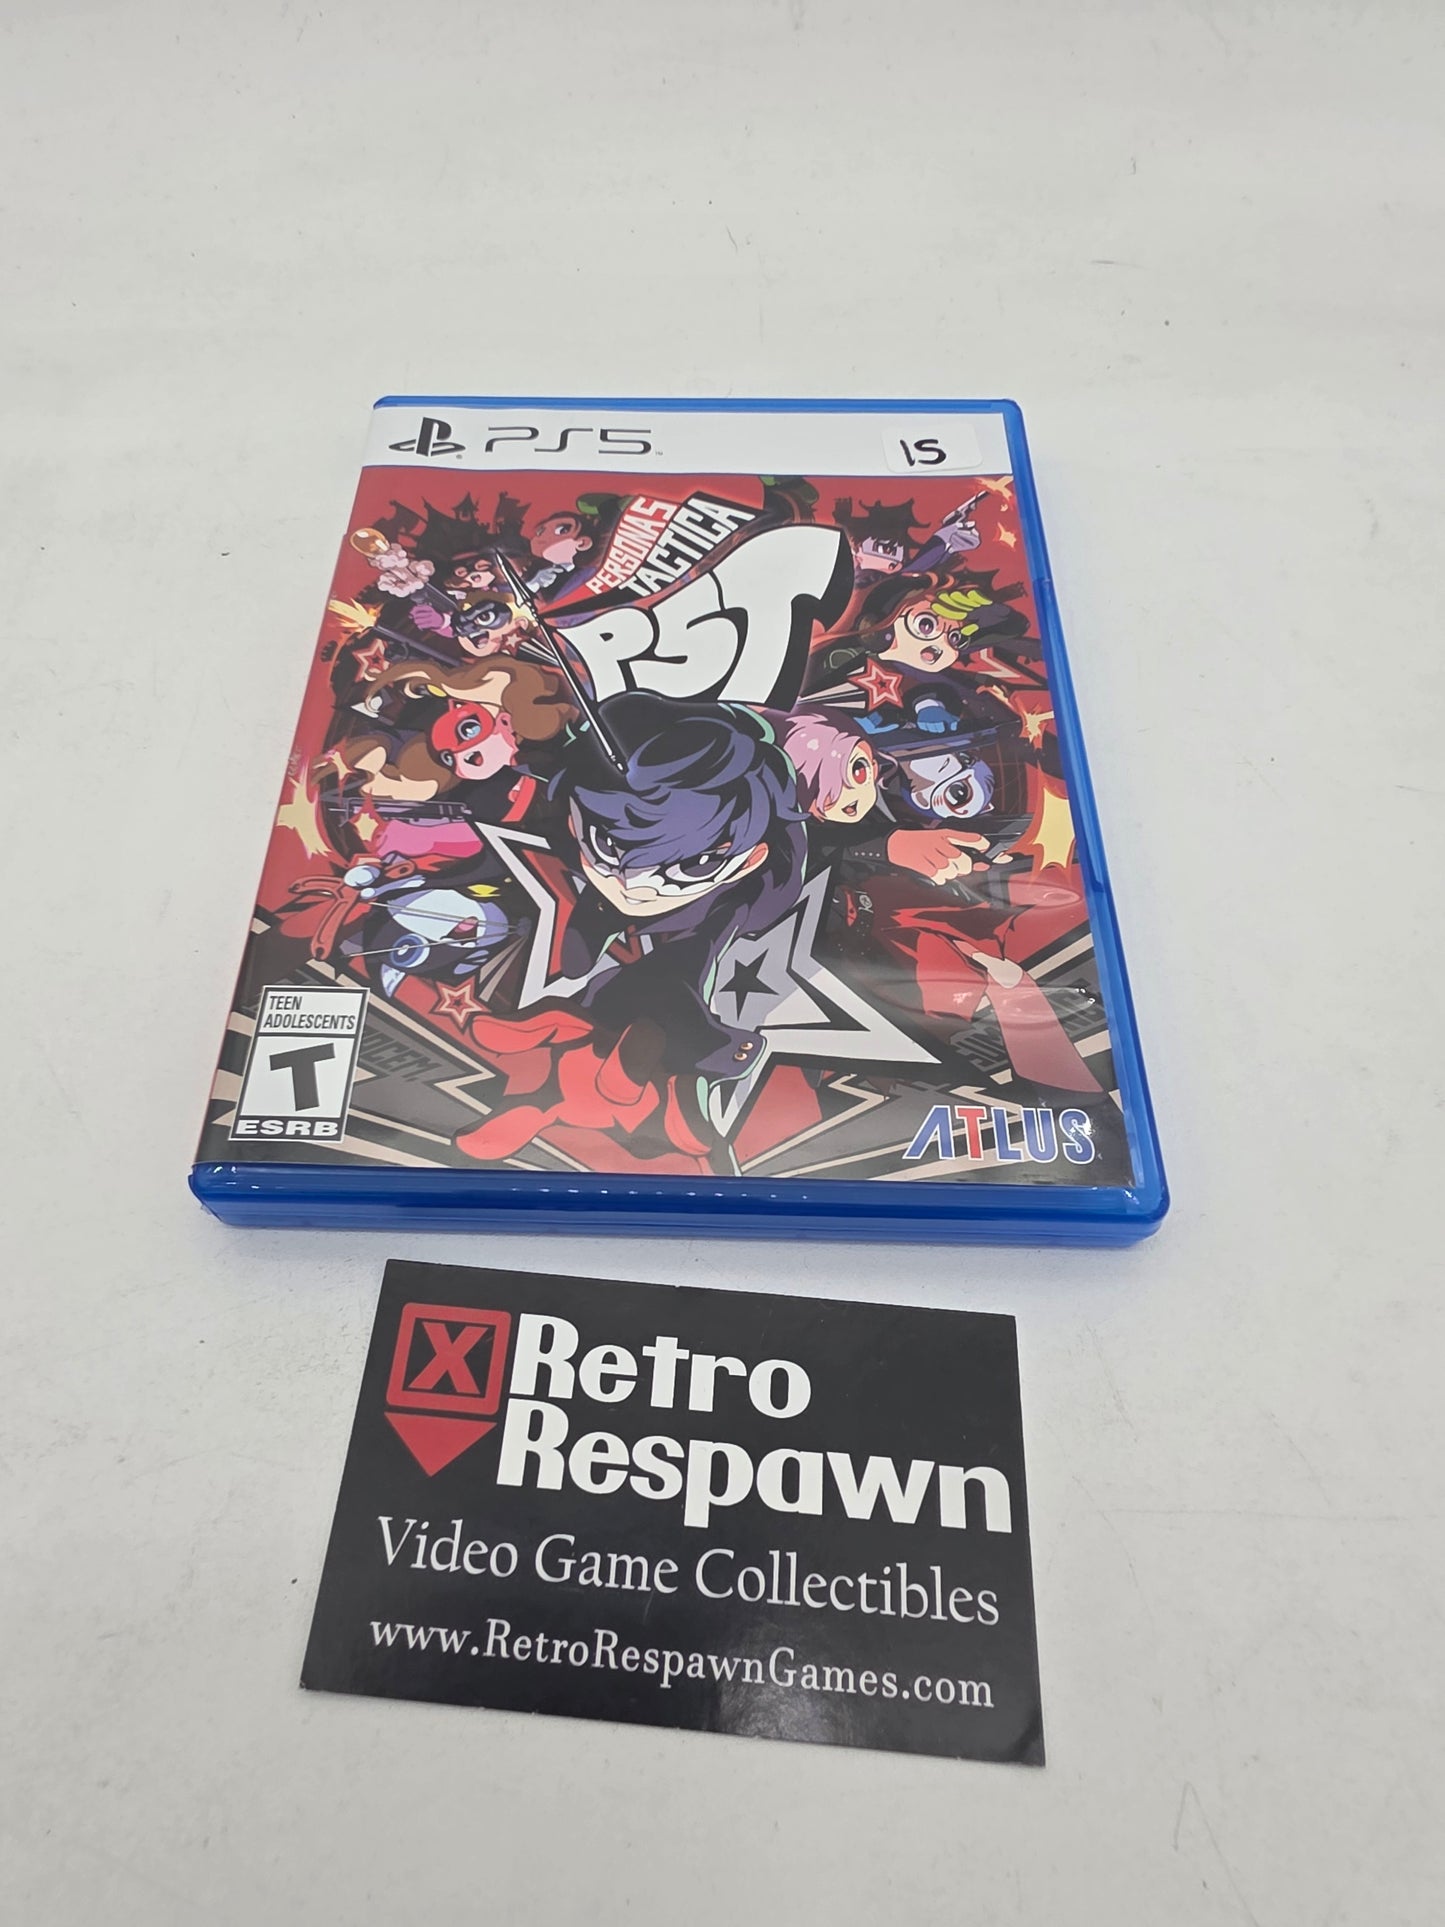 PS5
15
PERSONA5
TACTICA
P5T
TEEN
ADOLESCENTS
T
ESRB
ATLUS
X Retro
Respawn
Video Game Collectibles
www.RetroRespawnGames.com